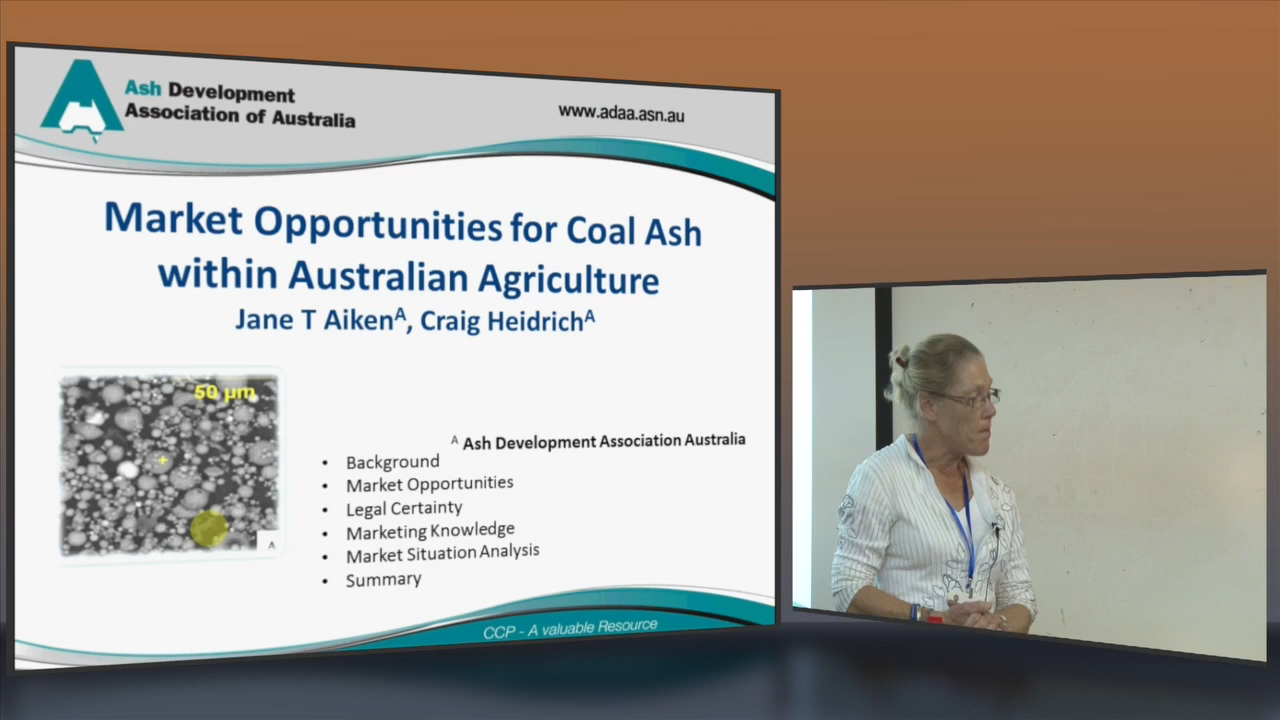 Ash Development
Association of Australia
www.adaa.asn.au
Market Opportunities for Coal Ash
within Australian Agriculture
Jane T Aikenᴬ, Craig Heidrichᴬ
50 µm
A
ᴬ Ash Development Association Australia
• Background
• Market Opportunities
• Legal Certainty
• Marketing Knowledge
• Market Situation Analysis
• Summary
CCP - A valuable Resource